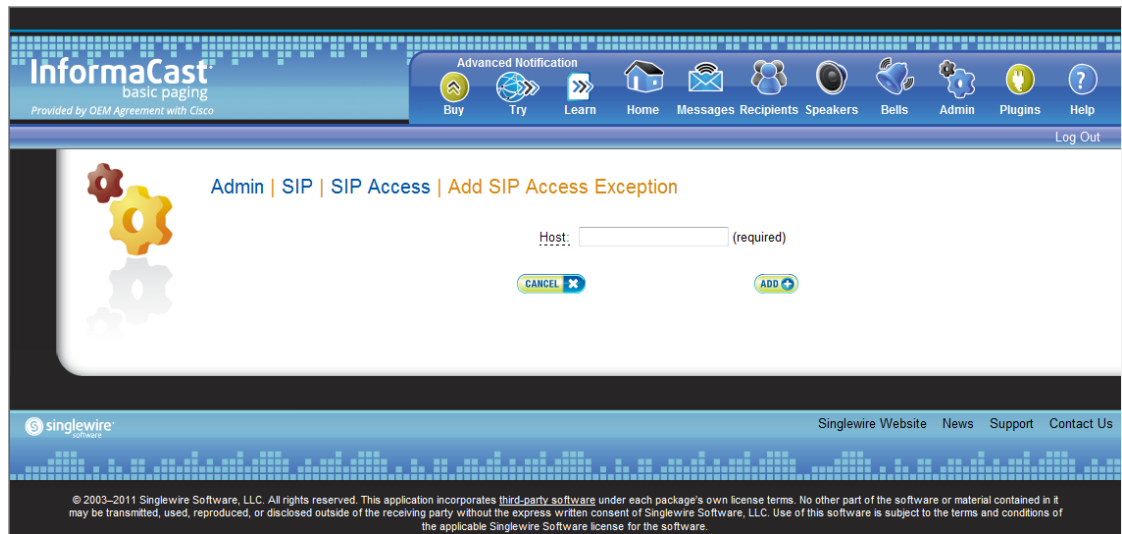 InformaCast
basic paging
Provided by OEM Agreement with Cisco
Advanced Notification
Buy Try Learn Home Messages Recipients Speakers Bells Admin Plugins Help
Log Out
Admin | SIP | SIP Access | Add SIP Access Exception
Host: (required)
CANCEL ADD
singlewire
software
Singlewire Website News Support Contact Us
© 2003–2011 Singlewire Software, LLC. All rights reserved. This application incorporates third-party software under each package's own license terms. No other part of the software or material contained in it
may be transmitted, used, reproduced, or disclosed outside of the receiving party without the express written consent of Singlewire Software, LLC. Use of this software is subject to the terms and conditions of
the applicable Singlewire Software license for the software.